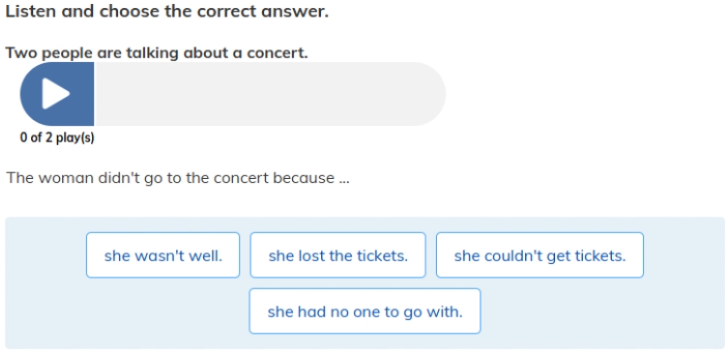 Listen and choose the correct answer.
Two people are talking about a concert.
0 of 2 play(s)
The woman didn't go to the concert because ...
she wasn't well.
she lost the tickets.
she couldn't get tickets.
she had no one to go with.